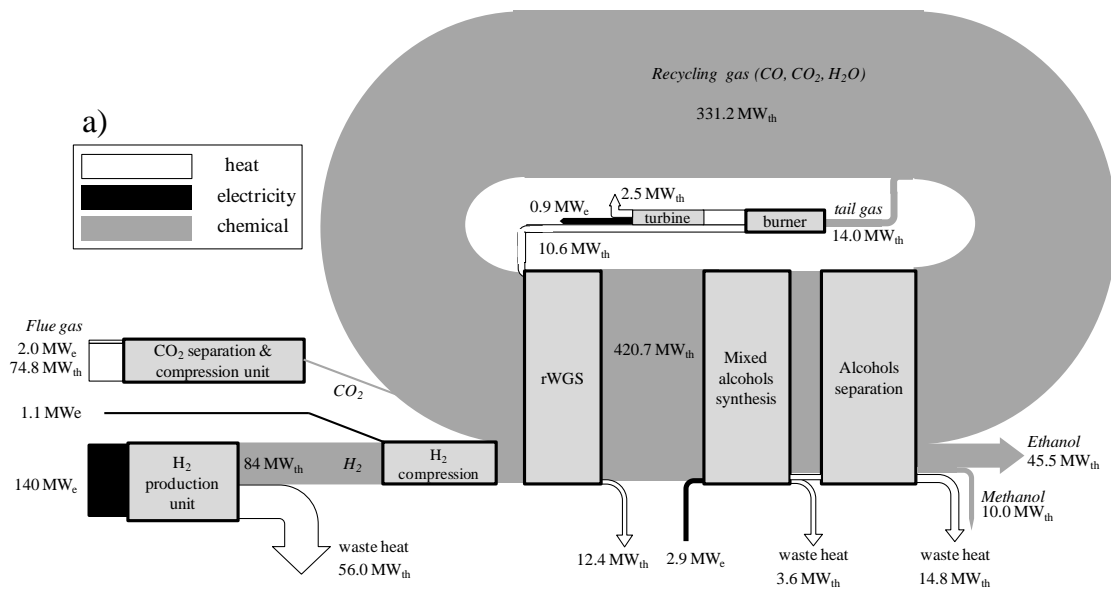 a)
heat
electricity
chemical
Recycling gas (CO, CO₂, H₂O)
331.2 MWₜₕ
2.5 MWₜₕ
0.9 MWₑ
turbine
burner
tail gas
14.0 MWₜₕ
10.6 MWₜₕ
Flue gas
2.0 MWₑ
74.8 MWₜₕ
CO₂ separation &
compression unit
CO₂
1.1 MWe
140 MWₑ
H₂
production
unit
84 MWₜₕ
H₂
H₂
compression
rWGS
420.7 MWₜₕ
Mixed
alcohols
synthesis
Alcohols
separation
Ethanol
45.5 MWₜₕ
Methanol
10.0 MWₜₕ
waste heat
56.0 MWₜₕ
12.4 MWₜₕ
2.9 MWₑ
waste heat
3.6 MWₜₕ
waste heat
14.8 MWₜₕ